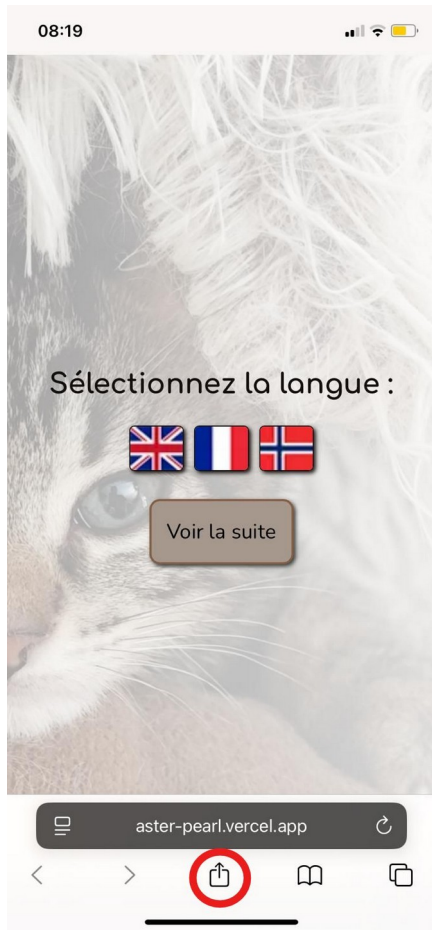 08:19
Sélectionnez la langue :
Voir la suite
aster-pearl.vercel.app